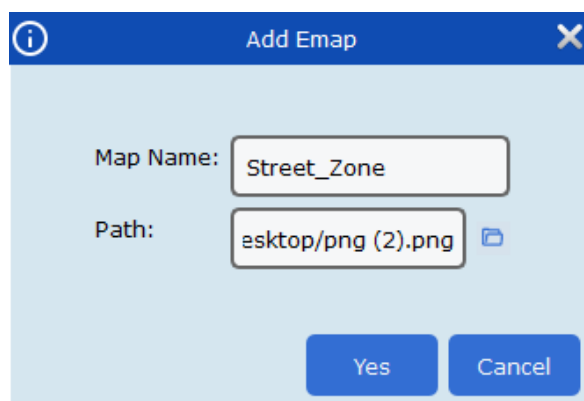 Add Emap
Map Name: Street_Zone
Path: esktop/png (2).png
Yes Cancel